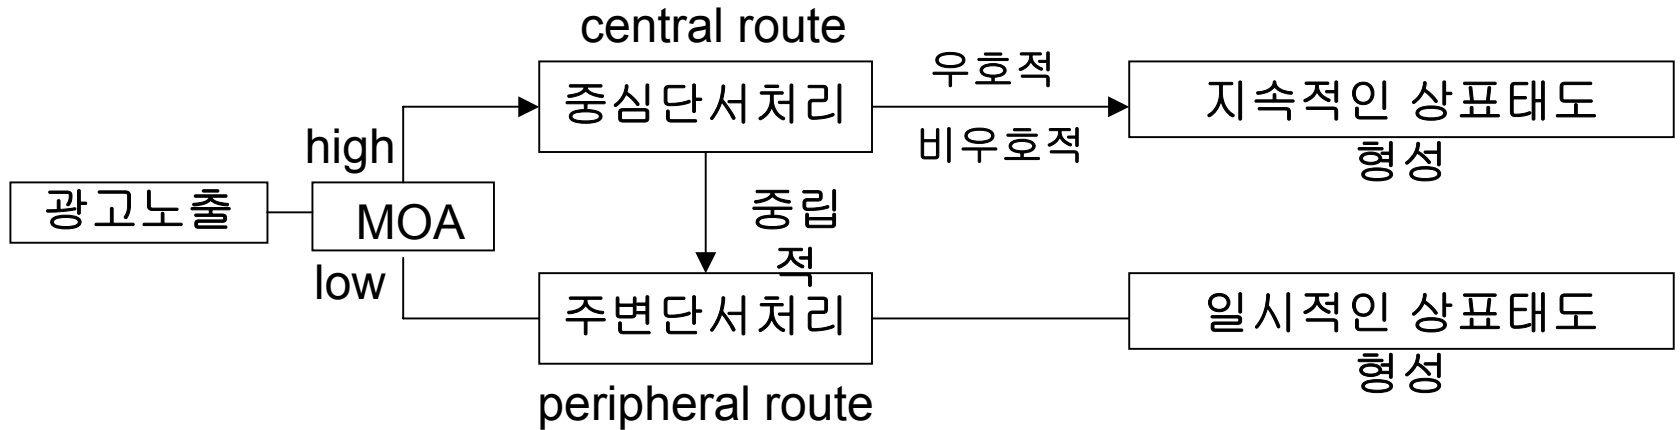 central route
중심단서처리
우호적
비우호적
지속적인 상표태도
형성
high
광고노출
MOA
low
중립
적
주변단서처리
peripheral route
일시적인 상표태도
형성